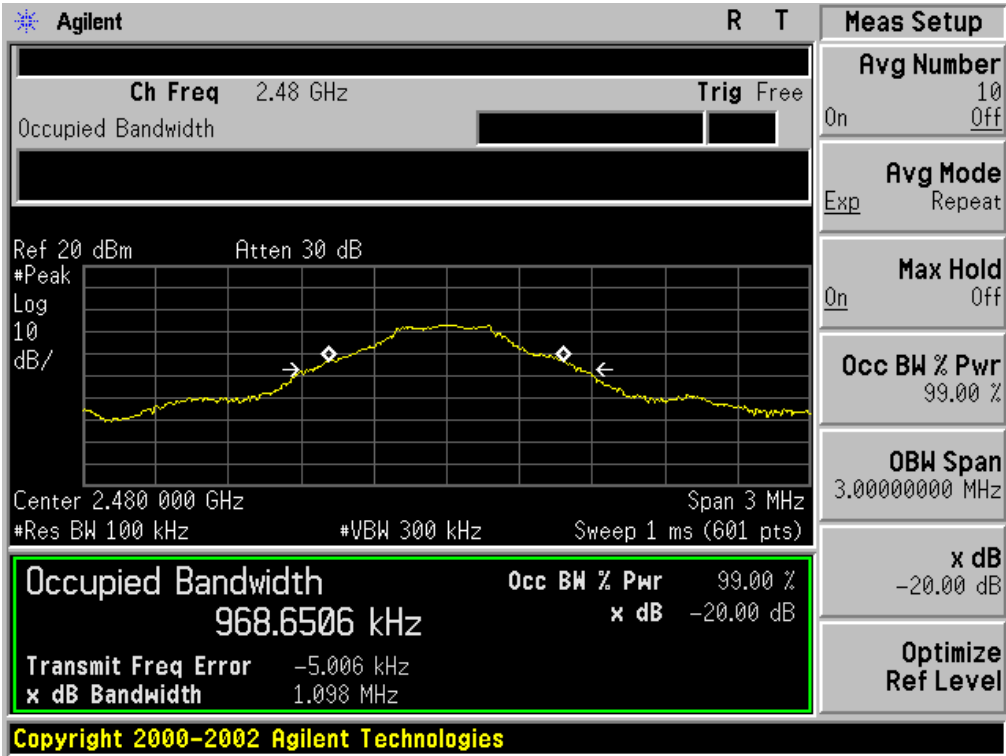 Agilent R T
Ch Freq 2.48 GHz Trig Free
Occupied Bandwidth
Ref 20 dBm Atten 30 dB
#Peak
Log
10
dB/
Center 2.480 000 GHz Span 3 MHz
#Res BW 100 kHz #VBW 300 kHz Sweep 1 ms (601 pts)
Occupied Bandwidth
968.6506 kHz
Occ BW % Pwr 99.00 %
x dB -20.00 dB
Transmit Freq Error -5.006 kHz
x dB Bandwidth 1.098 MHz
Copyright 2000-2002 Agilent Technologies
Meas Setup
Avg Number
10
On Off
Avg Mode
Exp Repeat
Max Hold
On Off
Occ BW % Pwr
99.00 %
OBW Span
3.00000000 MHz
x dB
-20.00 dB
Optimize
Ref Level